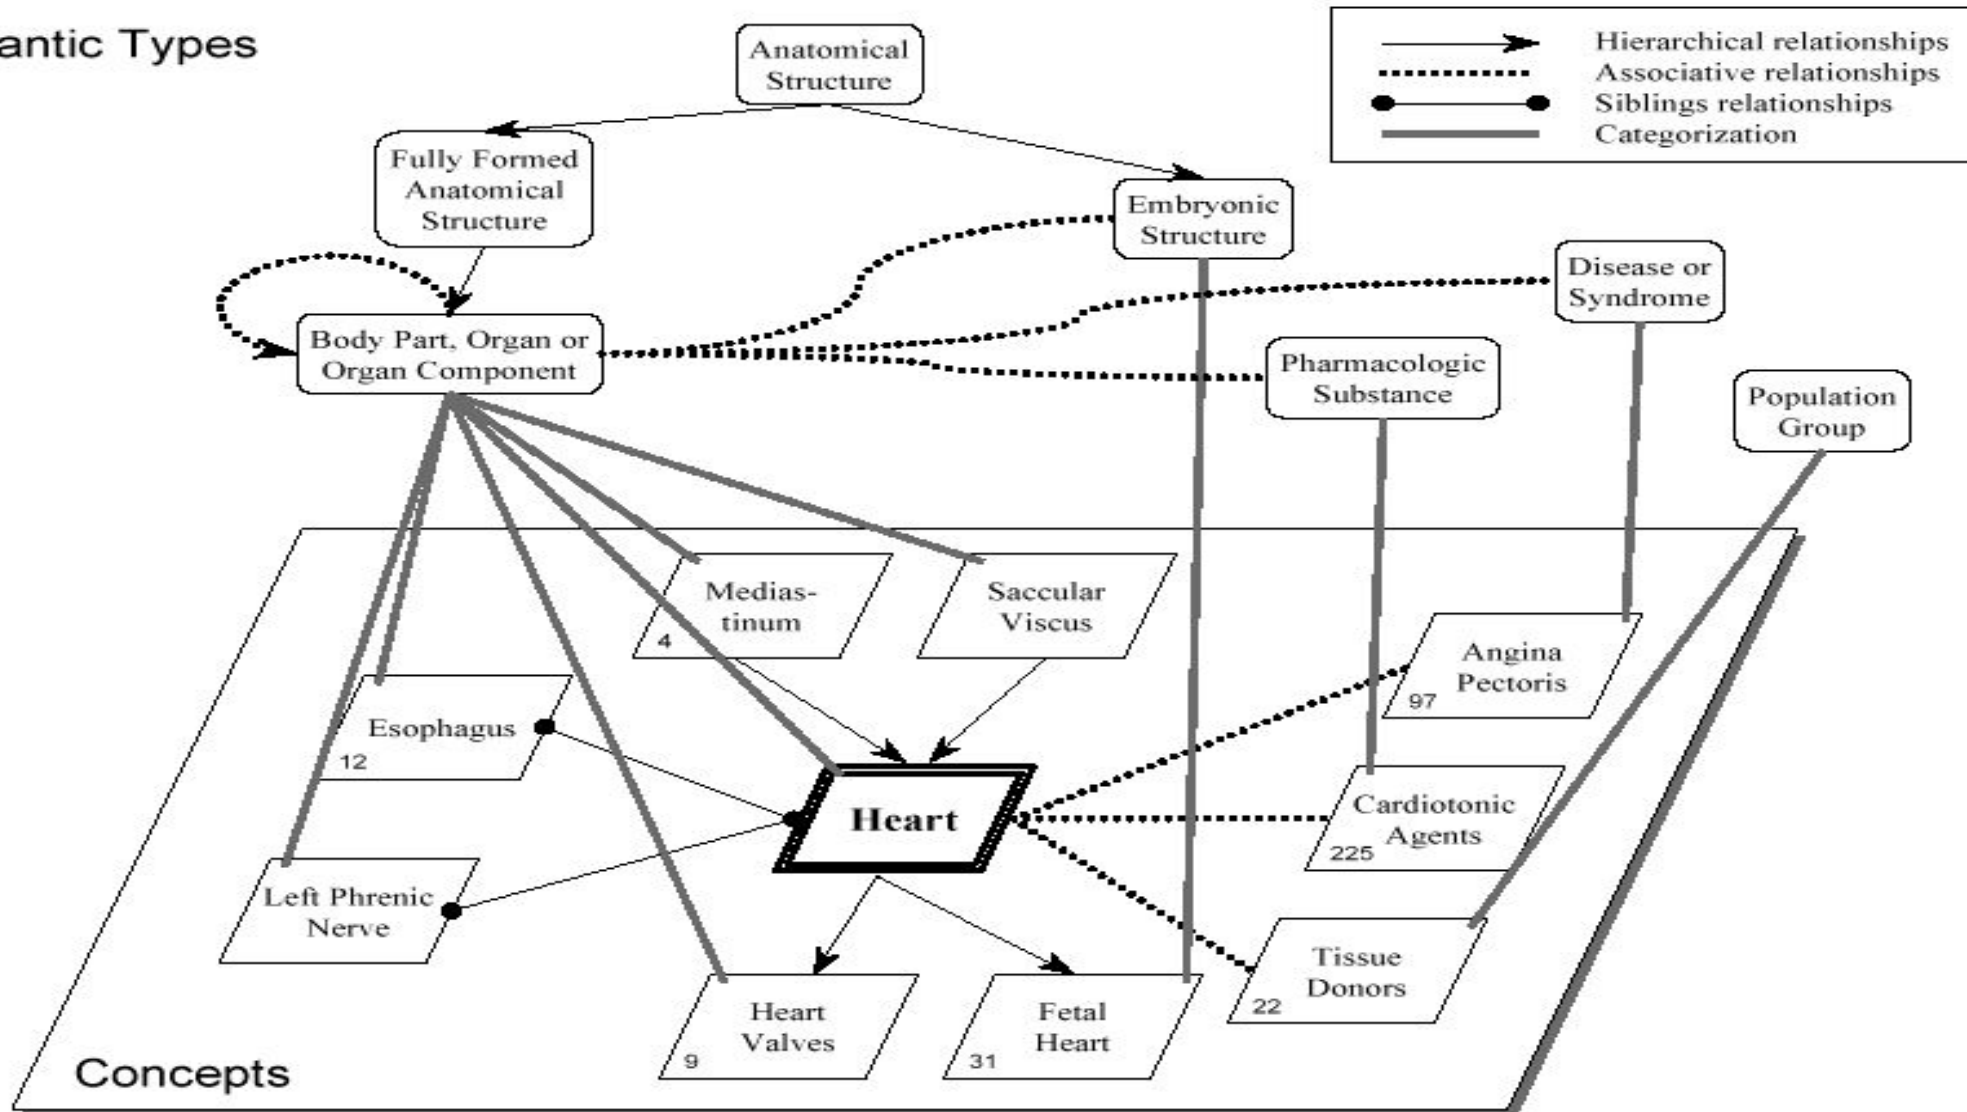 antic Types
Anatomical
Structure
Hierarchical relationships
Associative relationships
Siblings relationships
Categorization
Fully Formed
Anatomical
Structure
Embryonic
Structure
Disease or
Syndrome
Body Part, Organ or
Organ Component
Pharmacologic
Substance
Population
Group
Medias-
tinum
4
Saccular
Viscus
Angina
Pectoris
97
Esophagus
12
Heart
Cardiotonic
Agents
225
Left Phrenic
Nerve
Tissue
Donors
22
Heart
Valves
9
Fetal
Heart
31
Concepts